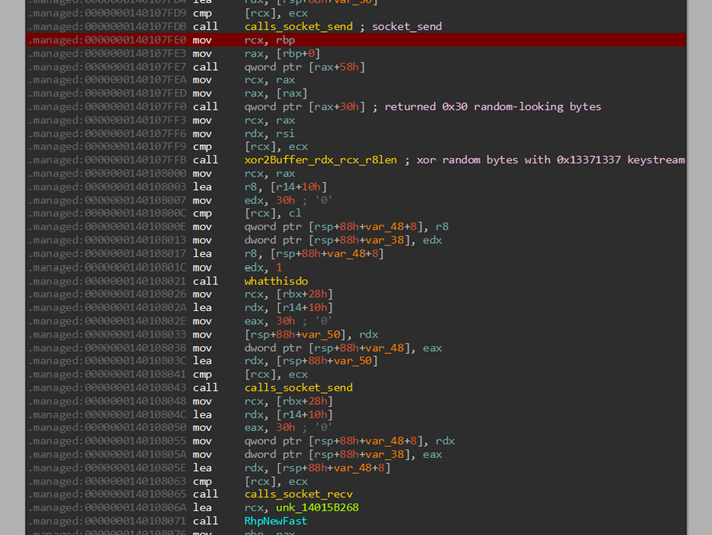 .managed:0000000140107FD4 lea rdx, [rsp+88h+var_50]
.managed:0000000140107FD9 cmp [rcx], ecx
.managed:0000000140107FDB call calls_socket_send ; socket_send
.managed:0000000140107FE0 mov rcx, rbp
.managed:0000000140107FE3 mov rax, [rbp+0]
.managed:0000000140107FE7 call qword ptr [rax+58h]
.managed:0000000140107FEA mov rcx, rax
.managed:0000000140107FED mov rax, [rax]
.managed:0000000140107FF0 call qword ptr [rax+30h] ; returned 0x30 random-looking bytes
.managed:0000000140107FF3 mov rcx, rax
.managed:0000000140107FF6 mov rdx, rsi
.managed:0000000140107FF9 cmp [rcx], ecx
.managed:0000000140107FFB call xor2Buffer_rdx_rcx_r8len ; xor random bytes with 0x13371337 keystream
.managed:0000000140108000 mov rcx, rax
.managed:0000000140108003 lea r8, [r14+10h]
.managed:0000000140108007 mov edx, 30h ; '0'
.managed:000000014010800C cmp [rcx], cl
.managed:000000014010800E mov qword ptr [rsp+88h+var_48+8], r8
.managed:0000000140108013 mov dword ptr [rsp+88h+var_38], edx
.managed:0000000140108017 lea r8, [rsp+88h+var_48+8]
.managed:000000014010801C mov edx, 1
.managed:0000000140108021 call whatthisdo
.managed:0000000140108026 mov rcx, [rbx+28h]
.managed:000000014010802A lea rdx, [r14+10h]
.managed:000000014010802E mov eax, 30h ; '0'
.managed:0000000140108033 mov [rsp+88h+var_50], rdx
.managed:0000000140108038 mov dword ptr [rsp+88h+var_48], eax
.managed:000000014010803C lea rdx, [rsp+88h+var_50]
.managed:0000000140108041 cmp [rcx], ecx
.managed:0000000140108043 call calls_socket_send
.managed:0000000140108048 mov rcx, [rbx+28h]
.managed:000000014010804C lea rdx, [r14+10h]
.managed:0000000140108050 mov eax, 30h ; '0'
.managed:0000000140108055 mov qword ptr [rsp+88h+var_48+8], rdx
.managed:000000014010805A mov dword ptr [rsp+88h+var_38], eax
.managed:000000014010805E lea rdx, [rsp+88h+var_48+8]
.managed:0000000140108063 cmp [rcx], ecx
.managed:0000000140108065 call calls_socket_recv
.managed:000000014010806A lea rcx, unk_14015B268
.managed:0000000140108071 call RhpNewFast
.managed:0000000140108076 mov rbp, rax